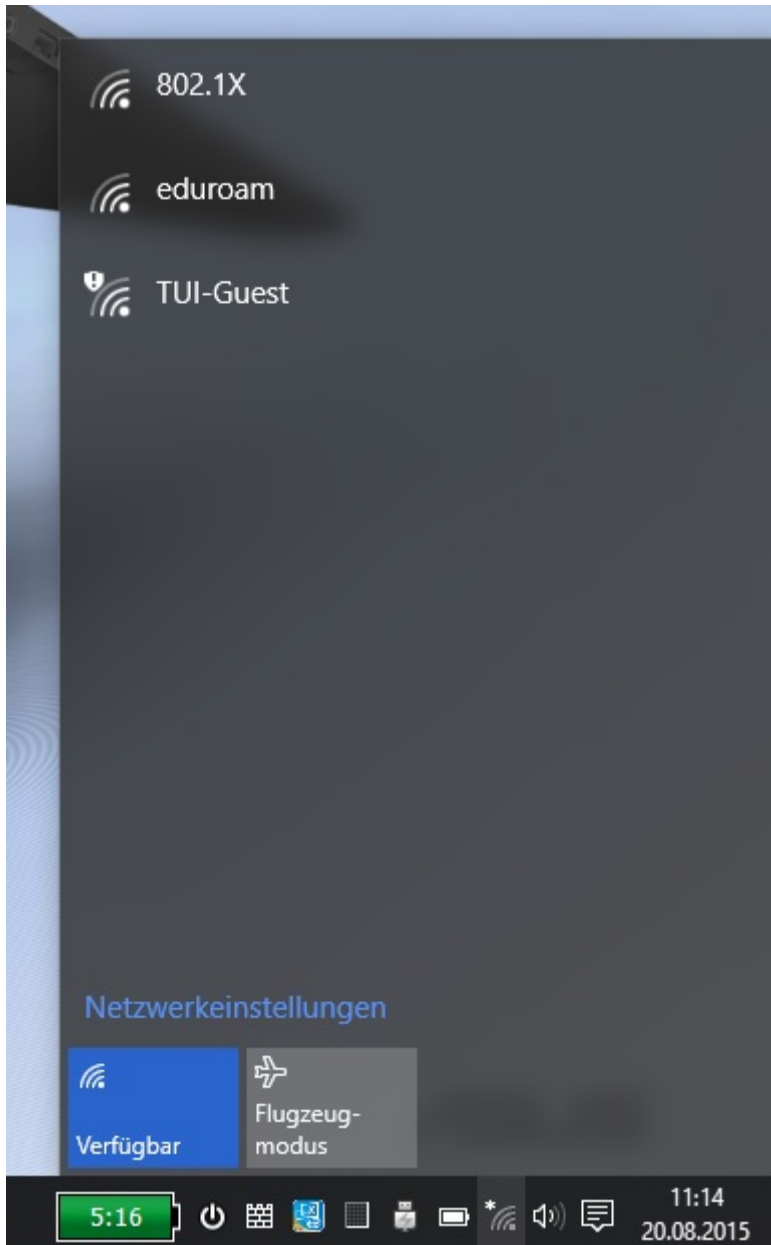 802.1X
eduroam
TUI-Guest
Netzwerkeinstellungen
Verfügbar
Flugzeug-
modus
5:16
11:14
20.08.2015